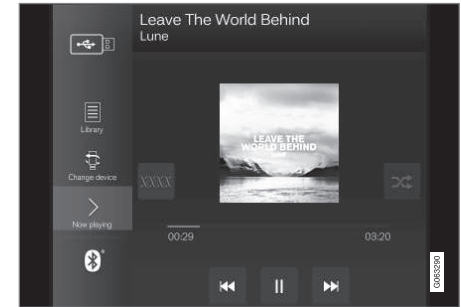 Leave The World Behind
Lune
Library
Change device
Now playing
LEAVE THE
WORLD BEHIND
XXXX
00:29
03:20
G063290